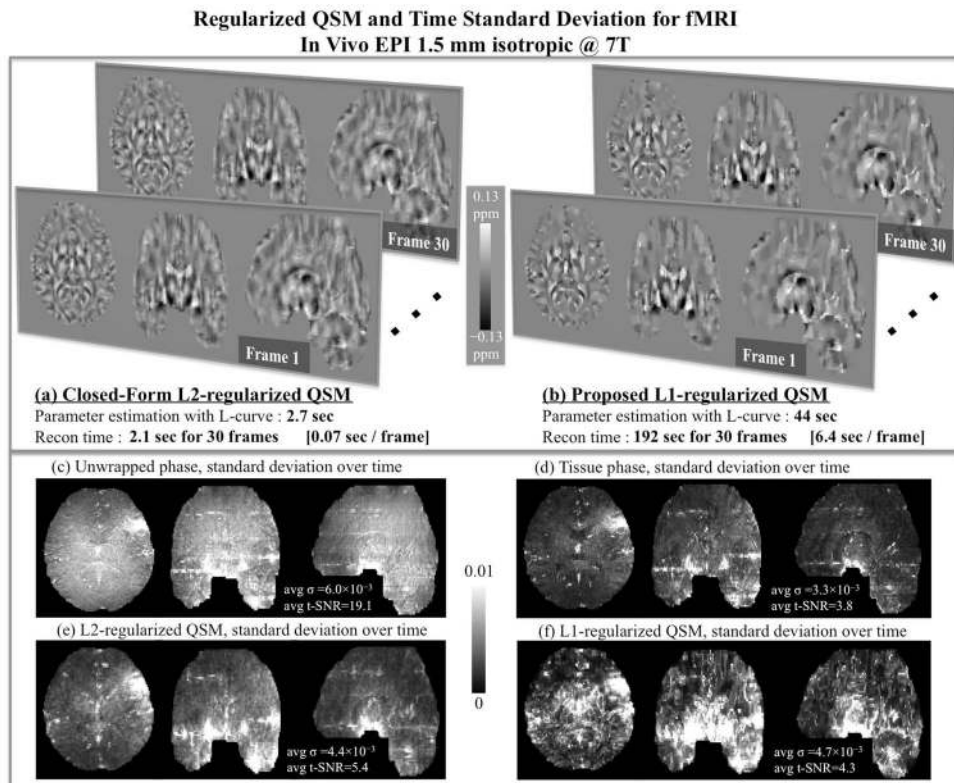 Regularized QSM and Time Standard Deviation for fMRI
In Vivo EPI 1.5 mm isotropic @ 7T
Frame 30
Frame 1
0.13
ppm
−0.13
ppm
Frame 30
Frame 1
(a) Closed-Form L2-regularized QSM
Parameter estimation with L-curve : 2.7 sec
Recon time : 2.1 sec for 30 frames [0.07 sec / frame]
(b) Proposed L1-regularized QSM
Parameter estimation with L-curve : 44 sec
Recon time : 192 sec for 30 frames [6.4 sec / frame]
(c) Unwrapped phase, standard deviation over time
avg σ =6.0×10⁻³
avg t-SNR=19.1
(d) Tissue phase, standard deviation over time
avg σ =3.3×10⁻³
avg t-SNR=3.8
0.01
0
(e) L2-regularized QSM, standard deviation over time
avg σ =4.4×10⁻³
avg t-SNR=5.4
(f) L1-regularized QSM, standard deviation over time
avg σ =4.7×10⁻³
avg t-SNR=4.3